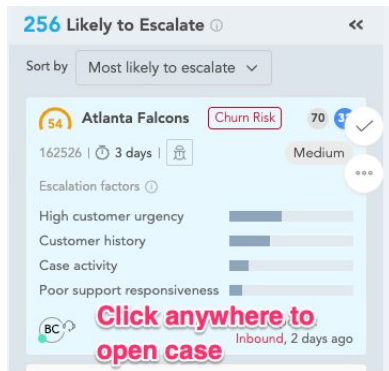 256 Likely to Escalate
Sort by Most likely to escalate
54 Atlanta Falcons Churn Risk 70
162526 | 3 days | Medium
Escalation factors
High customer urgency
Customer history
Case activity
Poor support responsiveness
Click anywhere to
BC
Inbound, 2 days ago
open case